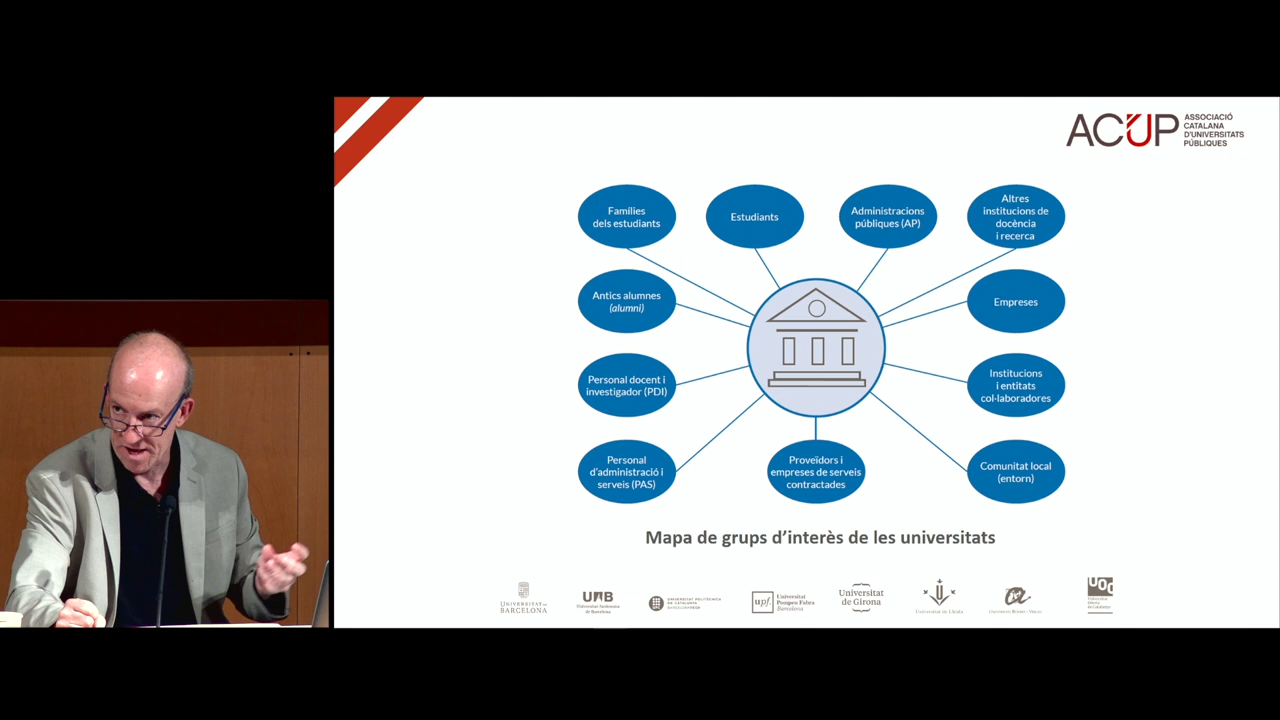 ACUP
ASSOCIACIÓ
CATALANA
D'UNIVERSITATS
PÚBLIQUES
Famílies
dels estudiants
Estudiants
Administracions
públiques (AP)
Altres
institucions de
docència
i recerca
Antics alumnes
(alumni)
Empreses
Personal docent i
investigador (PDI)
Institucions
i entitats
col·laboradores
Personal
d'administració i
serveis (PAS)
Proveïdors i
empreses de serveis
contractades
Comunitat local
(entorn)
Mapa de grups d'interès de les universitats
UNIVERSITAT DE
BARCELONA
UAB
Universitat Autònoma
de Barcelona
UNIVERSITAT POLITÈCNICA
DE CATALUNYA
BARCELONATECH
upf.
Universitat
Pompeu Fabra
Barcelona
Universitat
de Girona
Universitat de Lleida
Universitat Rovira i Virgili
UOC
Universitat
Oberta
de Catalunya